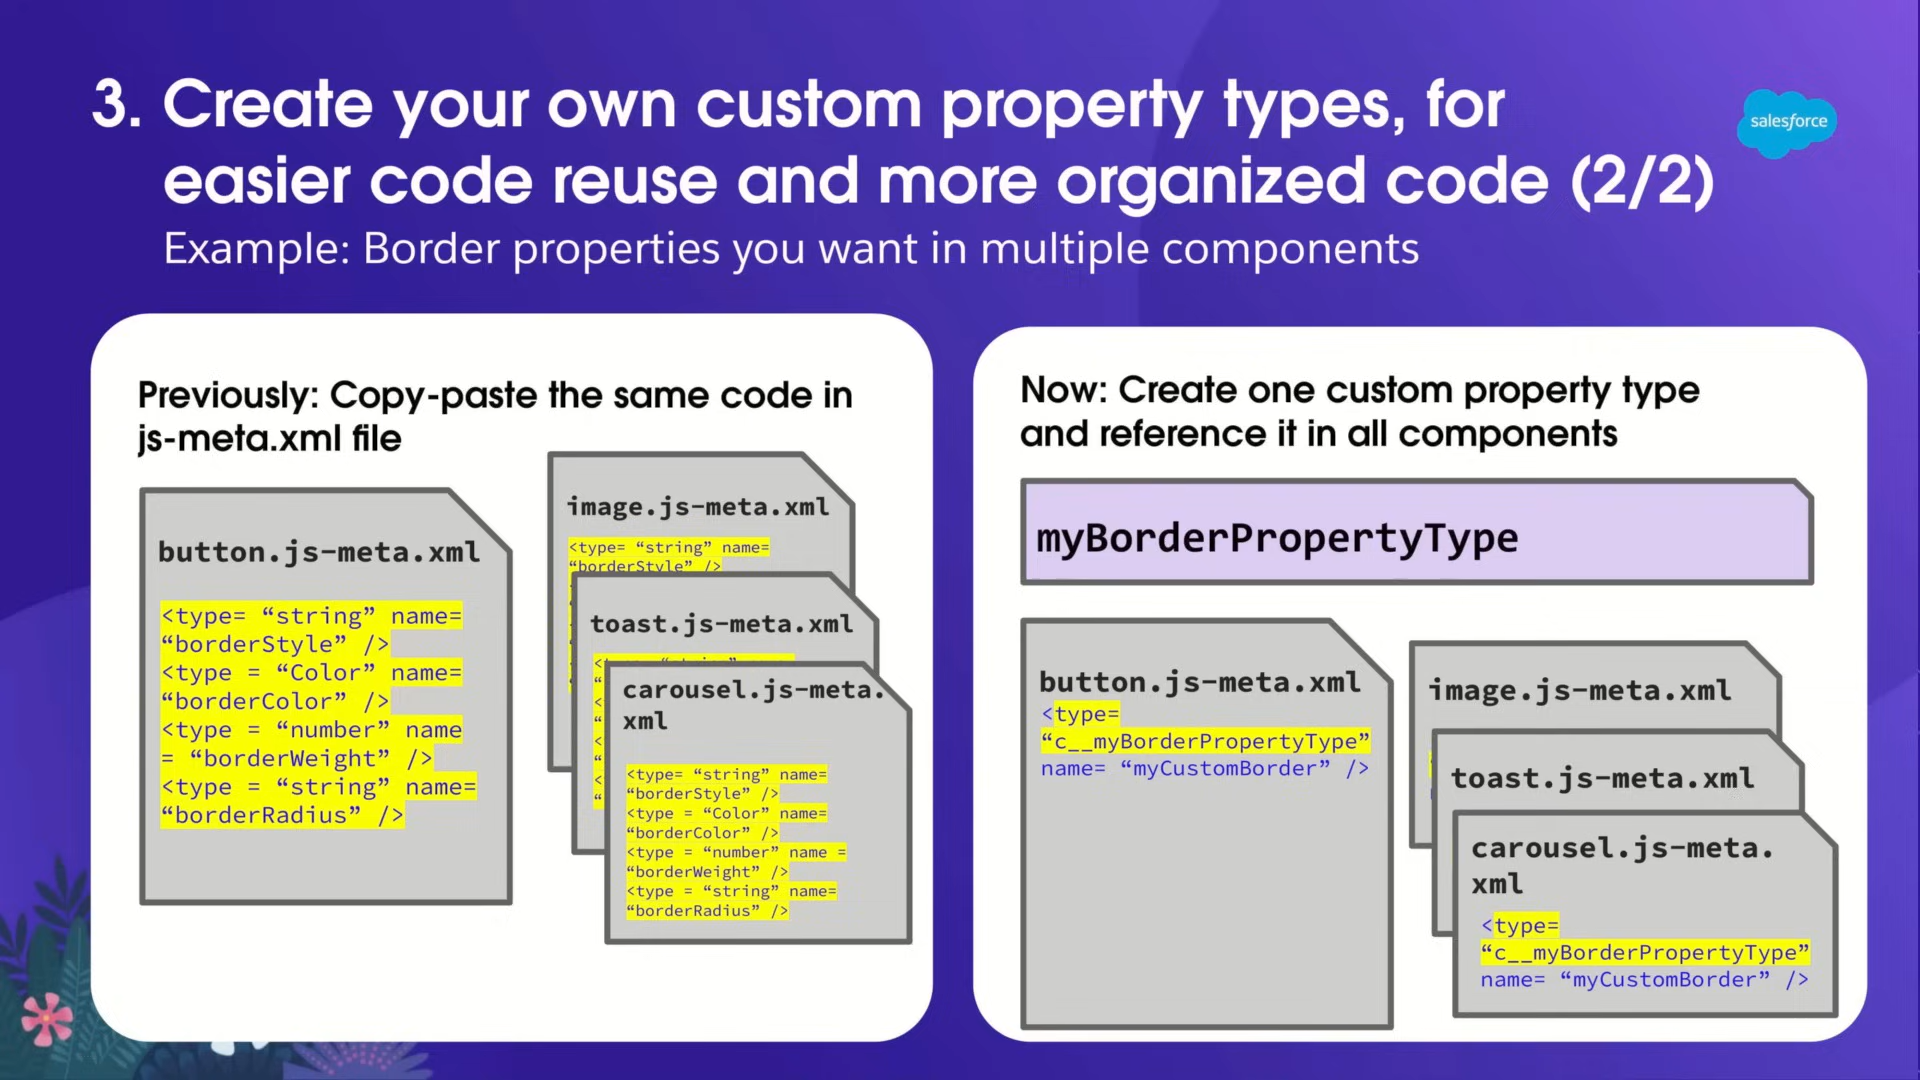 3. Create your own custom property types, for
easier code reuse and more organized code (2/2)
Example: Border properties you want in multiple components
salesforce
Previously: Copy-paste the same code in
js-meta.xml file
button.js-meta.xml
<type= “string” name=
“borderStyle” />
<type = “Color” name=
“borderColor” />
<type = “number” name
= “borderWeight” />
<type = “string” name=
“borderRadius” />
image.js-meta.xml
<type= “string” name=
“borderStyle” />
toast.js-meta.xml
carousel.js-meta.
xml
<type= “string” name=
“borderStyle” />
<type = “Color” name=
“borderColor” />
<type = “number” name =
“borderWeight” />
<type = “string” name=
“borderRadius” />
Now: Create one custom property type
and reference it in all components
myBorderPropertyType
button.js-meta.xml
<type=
“c__myBorderPropertyType”
name= “myCustomBorder” />
image.js-meta.xml
toast.js-meta.xml
carousel.js-meta.
xml
<type=
“c__myBorderPropertyType”
name= “myCustomBorder” />